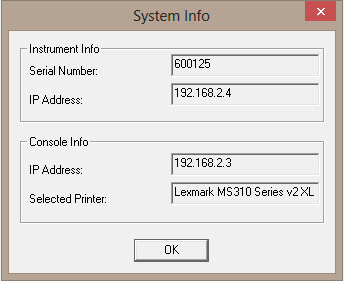 System Info
Instrument Info
Serial Number: 600125
IP Address: 192.168.2.4
Console Info
IP Address: 192.168.2.3
Selected Printer: Lexmark MS310 Series v2 XL
OK